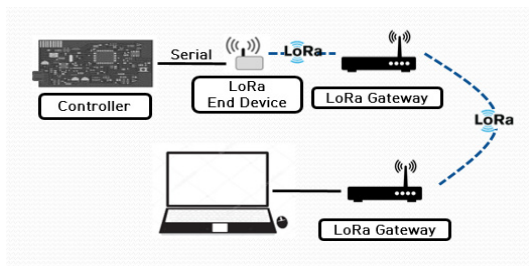 Serial
LoRa
Controller
LoRa
End Device
LoRa Gateway
LoRa
LoRa Gateway